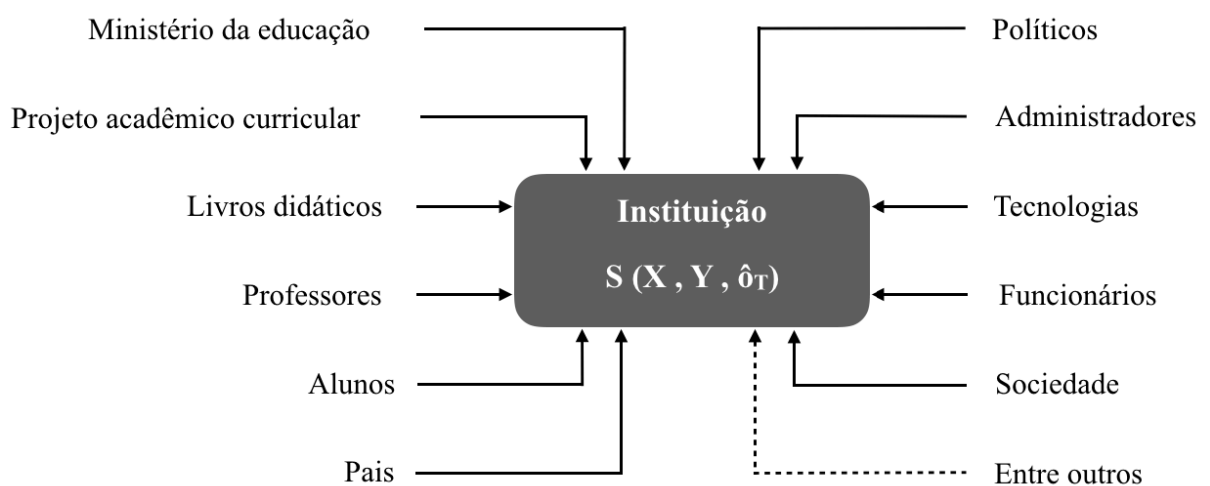 Ministério da educação
Políticos
Projeto acadêmico curricular
Administradores
Livros didáticos
Instituição
Tecnologias
S (X , Y , ôT)
Professores
Funcionários
Alunos
Sociedade
Pais
Entre outros